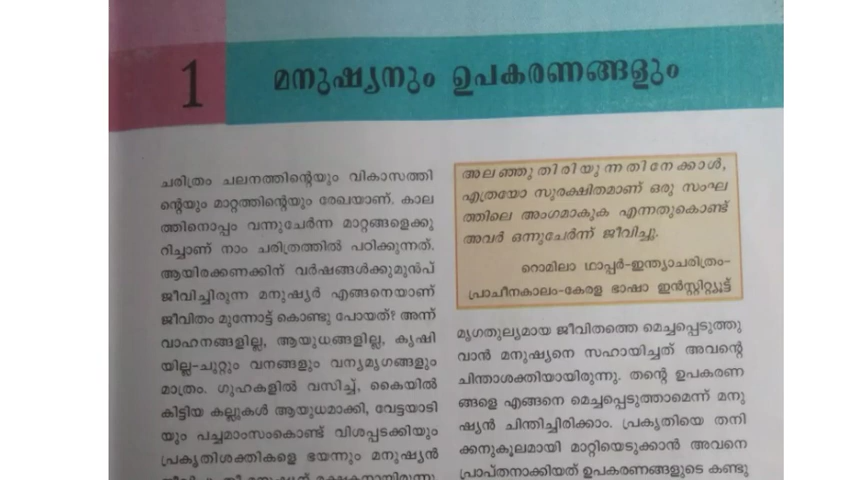 1
മനുഷ്യനും ഉപകരണങ്ങളും
ചരിത്രം ചലനത്തിന്റെയും വികാസത്തി
ന്റെയും മാറ്റത്തിന്റെയും രേഖയാണ്. കാല
ത്തിനൊപ്പം വന്നുചേർന്ന മാറ്റങ്ങളെക്കു
റിച്ചാണ് നാം ചരിത്രത്തിൽ പഠിക്കുന്നത്.
ആയിരക്കണക്കിന് വർഷങ്ങൾക്കുമുൻപ്
ജീവിച്ചിരുന്ന മനുഷ്യർ എങ്ങനെയാണ്
ജീവിതം മുന്നോട്ട് കൊണ്ടു പോയത്? അന്ന്
വാഹനങ്ങളില്ല, ആയുധങ്ങളില്ല, കൃഷി
യില്ല-ചുറ്റും വനങ്ങളും വന്യമൃഗങ്ങളും
മാത്രം. ഗുഹകളിൽ വസിച്ച്, കൈയിൽ
കിട്ടിയ കല്ലുകൾ ആയുധമാക്കി, വേട്ടയാടി
യും പച്ചമാംസംകൊണ്ട് വിശപ്പടക്കിയും
പ്രകൃതിശക്തികളെ ഭയന്നും മനുഷ്യൻ
അലഞ്ഞുതിരിയുന്നതിനേക്കാൾ,
എത്രയോ സുരക്ഷിതമാണ് ഒരു സംഘ
ത്തിലെ അംഗമാകുക എന്നതുകൊണ്ട്
അവർ ഒന്നുചേർന്ന് ജീവിച്ചു.
റൊമില ഥാപ്പർ-ഇന്ത്യാചരിത്രം-
പ്രാചീനകാലം-കേരള ഭാഷാ ഇൻസ്റ്റിറ്റ്യൂട്ട്
മൃഗതുല്യമായ ജീവിതത്തെ മെച്ചപ്പെടുത്തു
വാൻ മനുഷ്യനെ സഹായിച്ചത് അവന്റെ
ചിന്താശക്തിയായിരുന്നു. തന്റെ ഉപകരണ
ങ്ങളെ എങ്ങനെ മെച്ചപ്പെടുത്താമെന്ന് മനു
ഷ്യൻ ചിന്തിച്ചിരിക്കാം. പ്രകൃതിയെ തനി
ക്കനുകൂലമായി മാറ്റിയെടുക്കാൻ അവനെ
പ്രാപ്തനാക്കിയത് ഉപകരണങ്ങളുടെ കണ്ടു